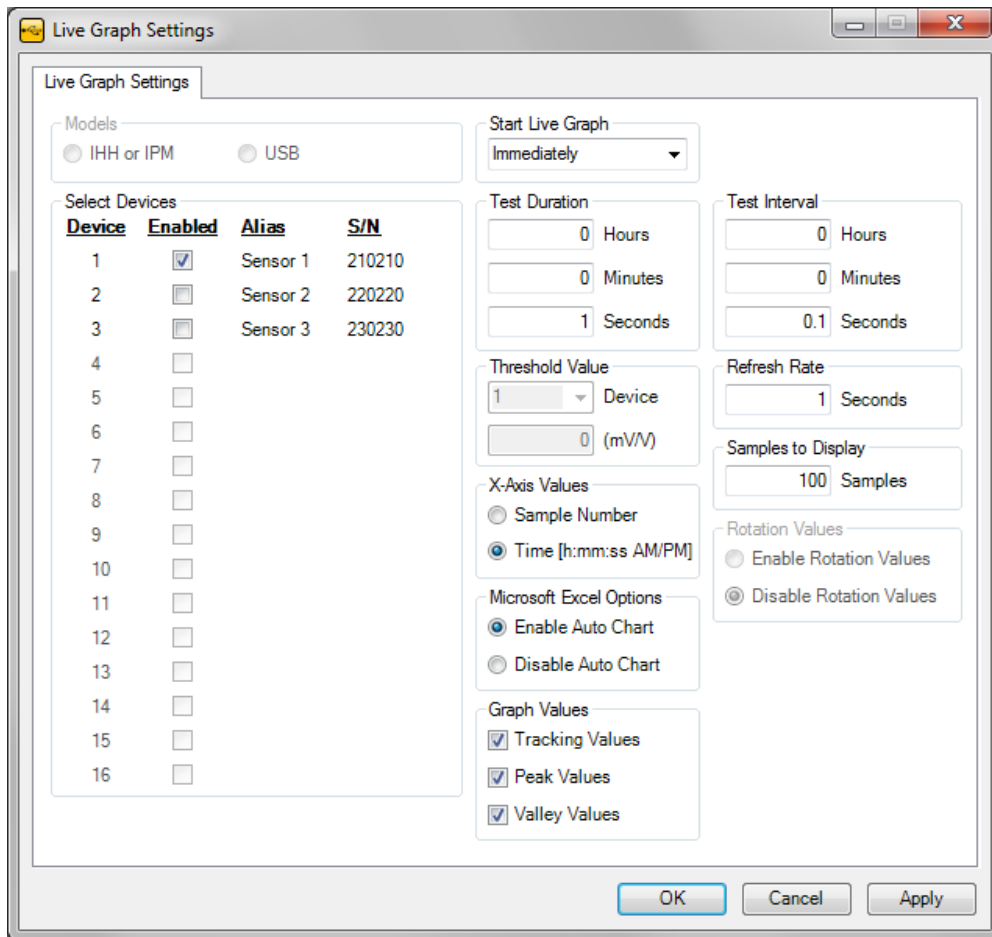 Live Graph Settings
Live Graph Settings
Models
IHH or IPM USB
Select Devices
Device Enabled Alias S/N
1 Sensor 1 210210
2 Sensor 2 220220
3 Sensor 3 230230
4
5
6
7
8
9
10
11
12
13
14
15
16
Start Live Graph
Immediately
Test Duration
0 Hours
0 Minutes
1 Seconds
Threshold Value
1 Device
0 (mV/V)
X-Axis Values
Sample Number
Time [h:mm:ss AM/PM]
Microsoft Excel Options
Enable Auto Chart
Disable Auto Chart
Graph Values
Tracking Values
Peak Values
Valley Values
Test Interval
0 Hours
0 Minutes
0.1 Seconds
Refresh Rate
1 Seconds
Samples to Display
100 Samples
Rotation Values
Enable Rotation Values
Disable Rotation Values
OK Cancel Apply